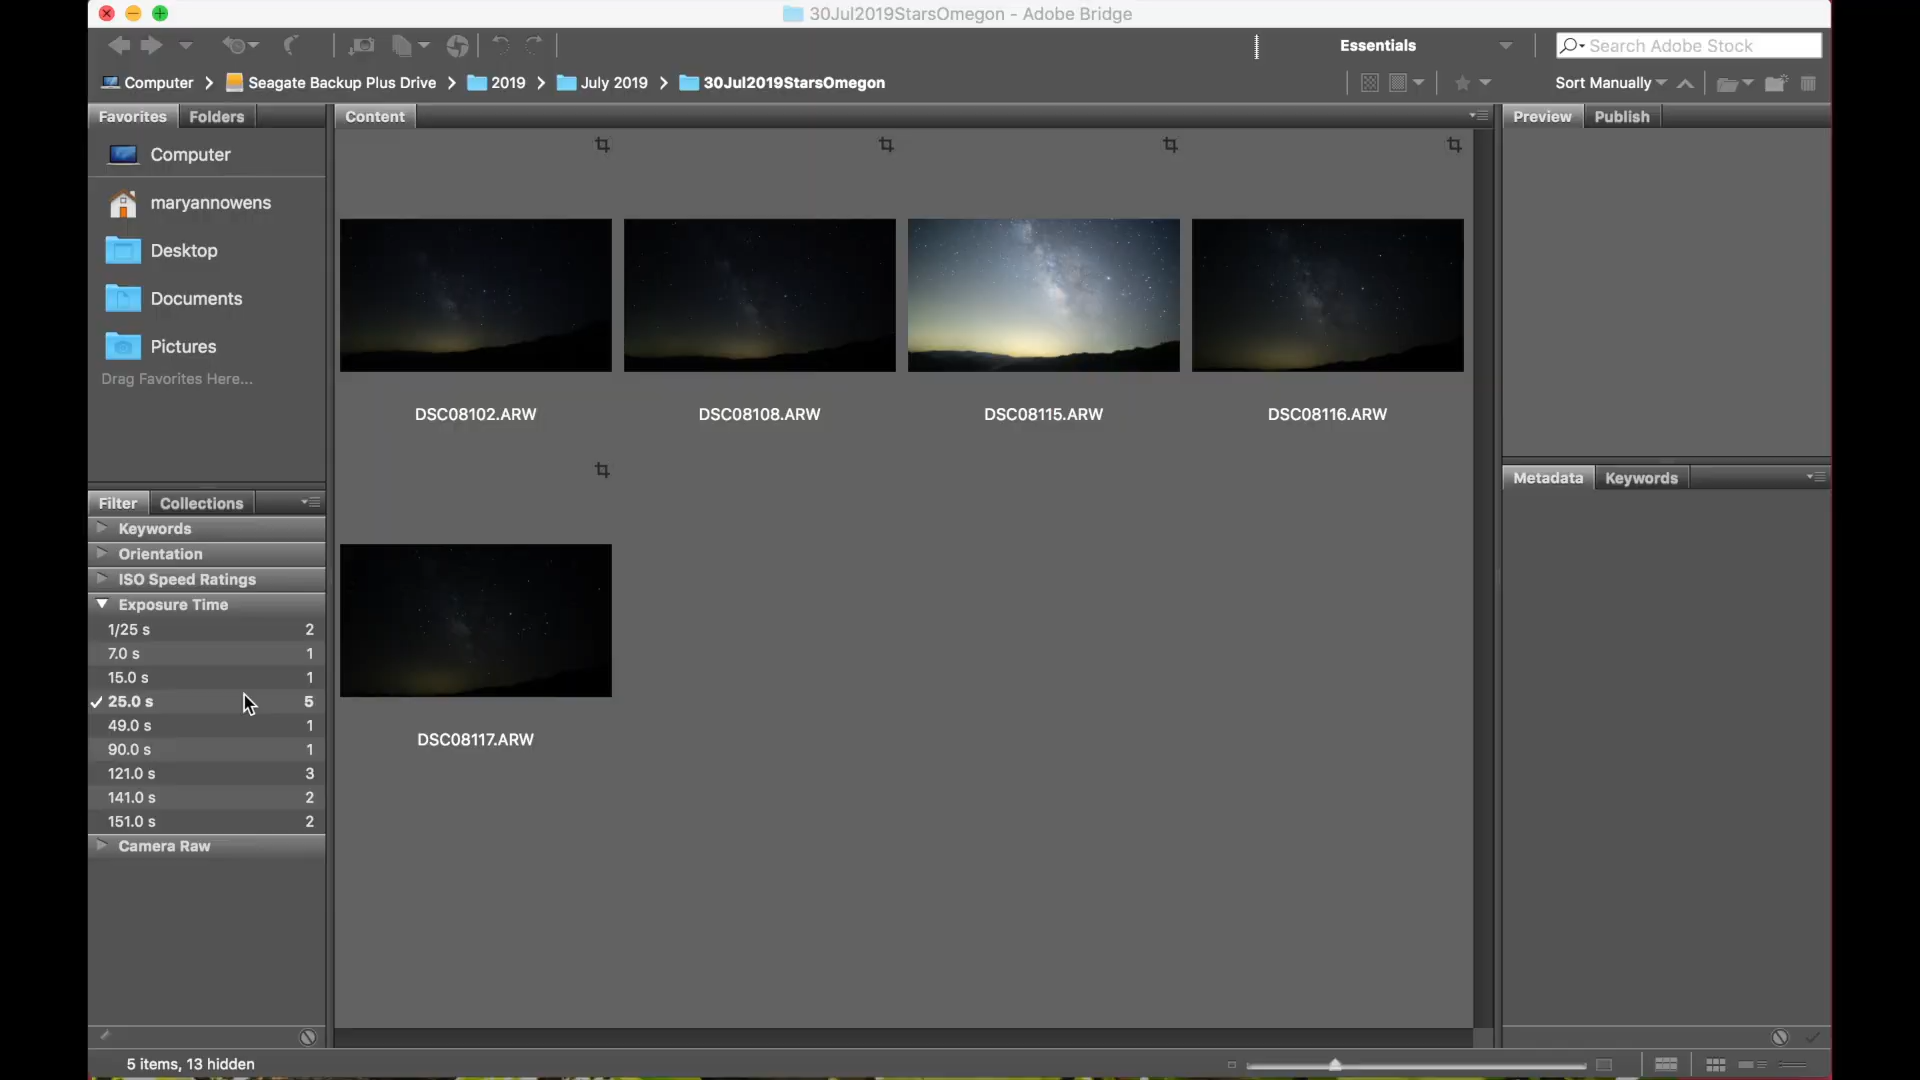 30Jul2019StarsOmegon - Adobe Bridge
Essentials
Search Adobe Stock
Computer
Seagate Backup Plus Drive
2019
July 2019
30Jul2019StarsOmegon
Sort Manually
Favorites
Folders
Content
Preview
Publish
Computer
maryannowens
Desktop
Documents
Pictures
Drag Favorites Here...
DSC08102.ARW
DSC08108.ARW
DSC08115.ARW
DSC08116.ARW
DSC08117.ARW
Filter
Collections
Metadata
Keywords
Keywords
Orientation
ISO Speed Ratings
Exposure Time
1/25 s 2
7.0 s 1
15.0 s 1
25.0 s 5
49.0 s 1
90.0 s 1
121.0 s 3
141.0 s 2
151.0 s 2
Camera Raw
5 items, 13 hidden